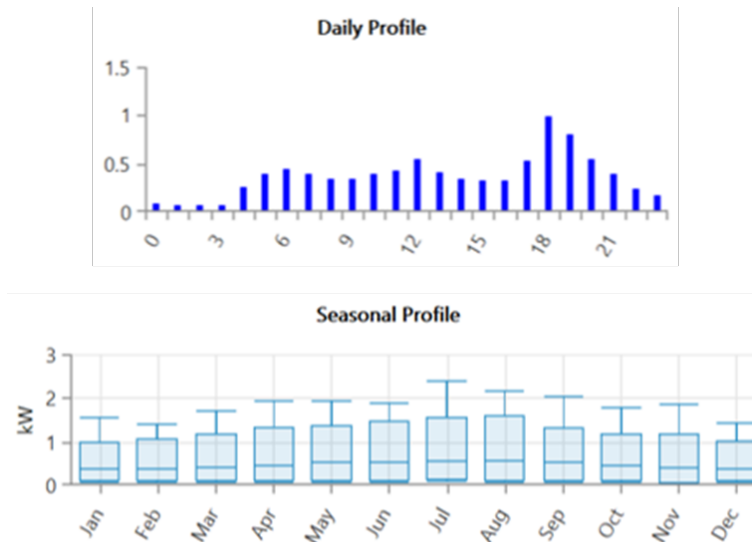 Daily Profile
1.5
1
0.5
0
0 3 6 9 12 15 18 21
Seasonal Profile
kW
3
2
1
0
Jan Feb Mar Apr May Jun Jul Aug Sep Oct Nov Dec